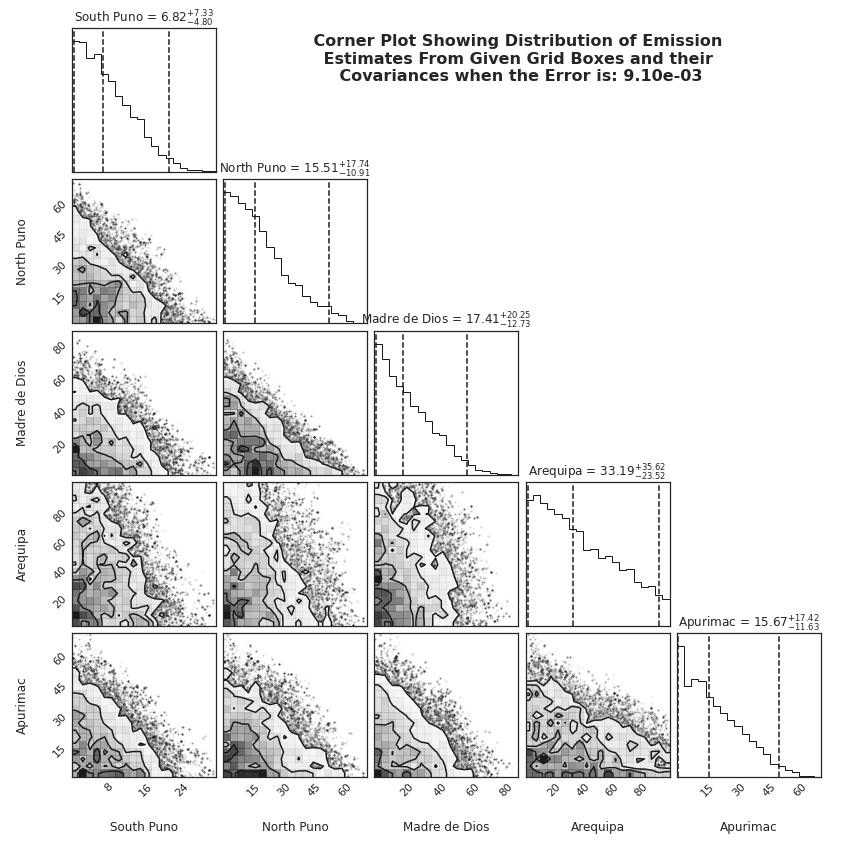 South Puno = 6.82+7.33−4.80
Corner Plot Showing Distribution of Emission
Estimates From Given Grid Boxes and their
Covariances when the Error is: 9.10e-03
North Puno = 15.51+17.74−10.91
North Puno
60
45
30
15
Madre de Dios = 17.41+20.25−12.73
Madre de Dios
80
60
40
20
Arequipa = 33.19+35.62−23.52
Arequipa
80
60
40
20
Apurimac = 15.67+17.42−11.63
Apurimac
60
45
30
15
8 16 24
15 30 45 60
20 40 60 80
20 40 60 80
15 30 45 60
South Puno
North Puno
Madre de Dios
Arequipa
Apurimac